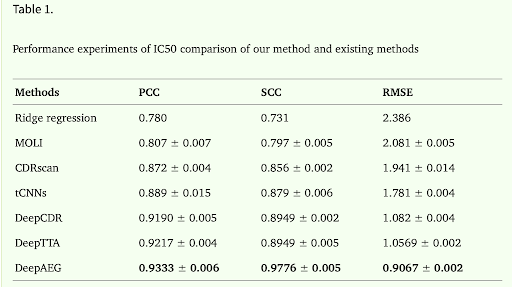 Table 1.
Performance experiments of IC50 comparison of our method and existing methods
Methods PCC SCC RMSE
Ridge regression 0.780 0.731 2.386
MOLI 0.807 ± 0.007 0.797 ± 0.005 2.081 ± 0.005
CDRscan 0.872 ± 0.004 0.856 ± 0.002 1.941 ± 0.014
tCNNs 0.889 ± 0.015 0.879 ± 0.006 1.781 ± 0.004
DeepCDR 0.9190 ± 0.005 0.8949 ± 0.002 1.082 ± 0.004
DeepTTA 0.9217 ± 0.004 0.8949 ± 0.005 1.0569 ± 0.002
DeepAEG 0.9333 ± 0.006 0.9776 ± 0.005 0.9067 ± 0.002